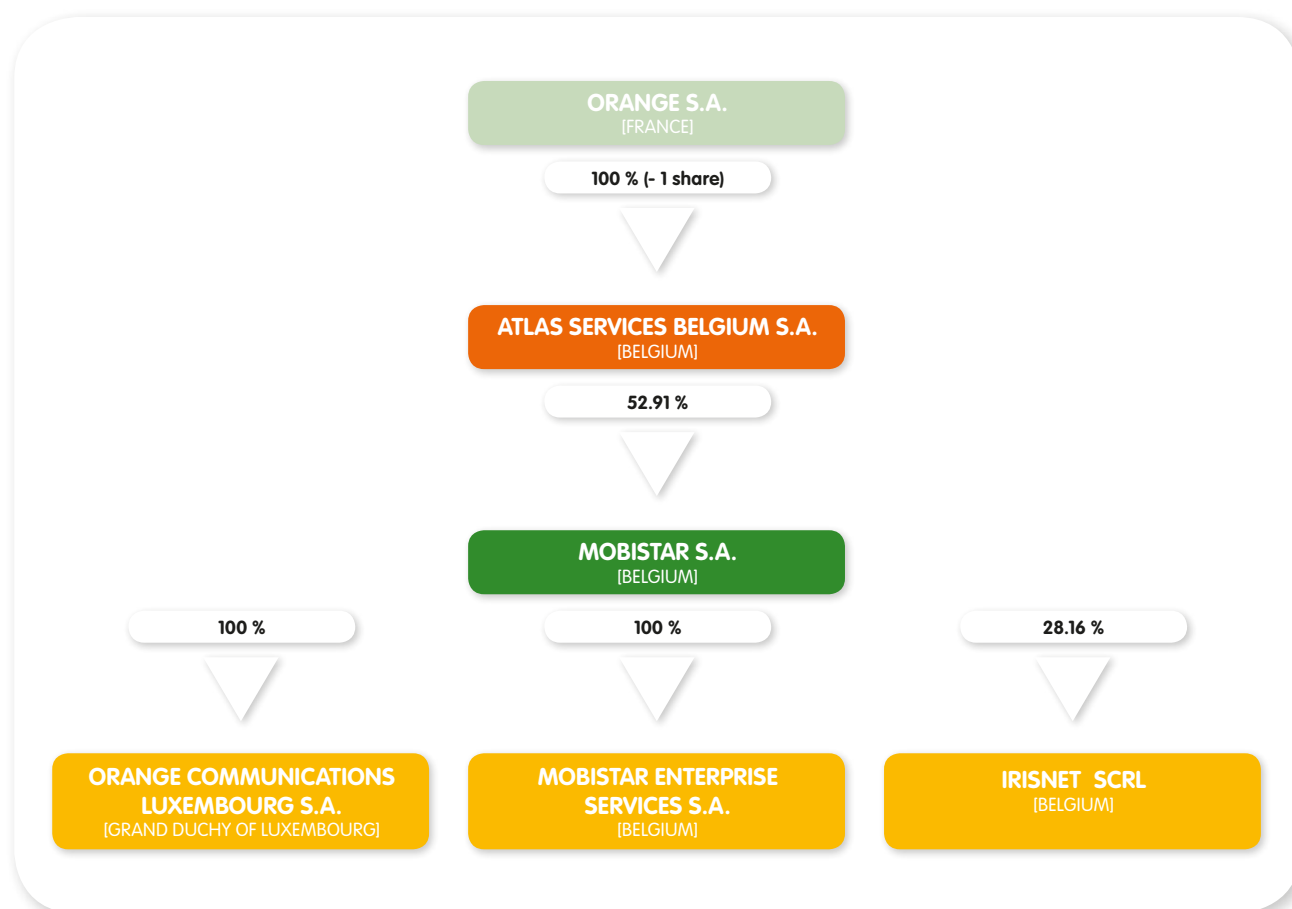 ORANGE S.A.
[FRANCE]
100 % (- 1 share)
ATLAS SERVICES BELGIUM S.A.
[BELGIUM]
52.91 %
MOBISTAR S.A.
[BELGIUM]
100 %
100 %
28.16 %
ORANGE COMMUNICATIONS
LUXEMBOURG S.A.
[GRAND DUCHY OF LUXEMBOURG]
MOBISTAR ENTERPRISE
SERVICES S.A.
[BELGIUM]
IRISNET SCRL
[BELGIUM]